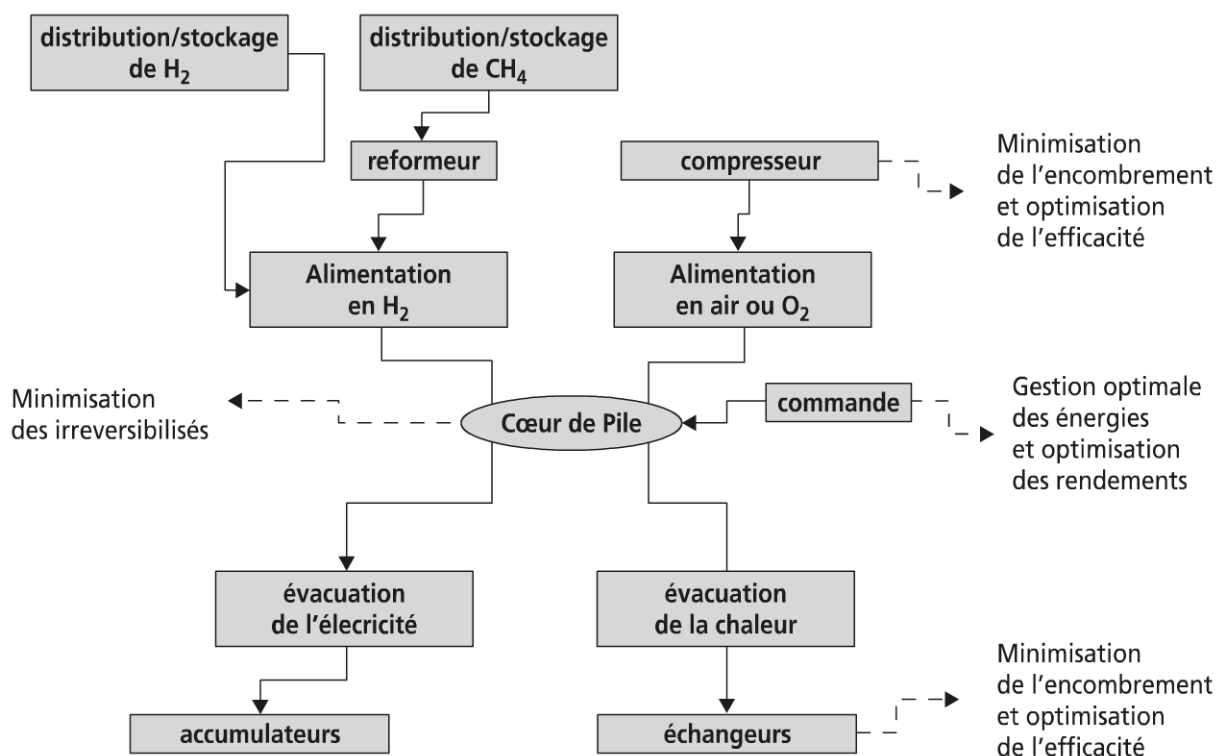 distribution/stockage
de H₂
distribution/stockage
de CH₄
reformeur
compresseur
Minimisation
de l'encombrement
et optimisation
de l'efficacité
Alimentation
en H₂
Alimentation
en air ou O₂
Minimisation
des irreversibilisés
Cœur de Pile
commande
Gestion optimale
des énergies
et optimisation
des rendements
évacuation
de l'élecricité
évacuation
de la chaleur
Minimisation
de l'encombrement
et optimisation
de l'efficacité
accumulateurs
échangeurs